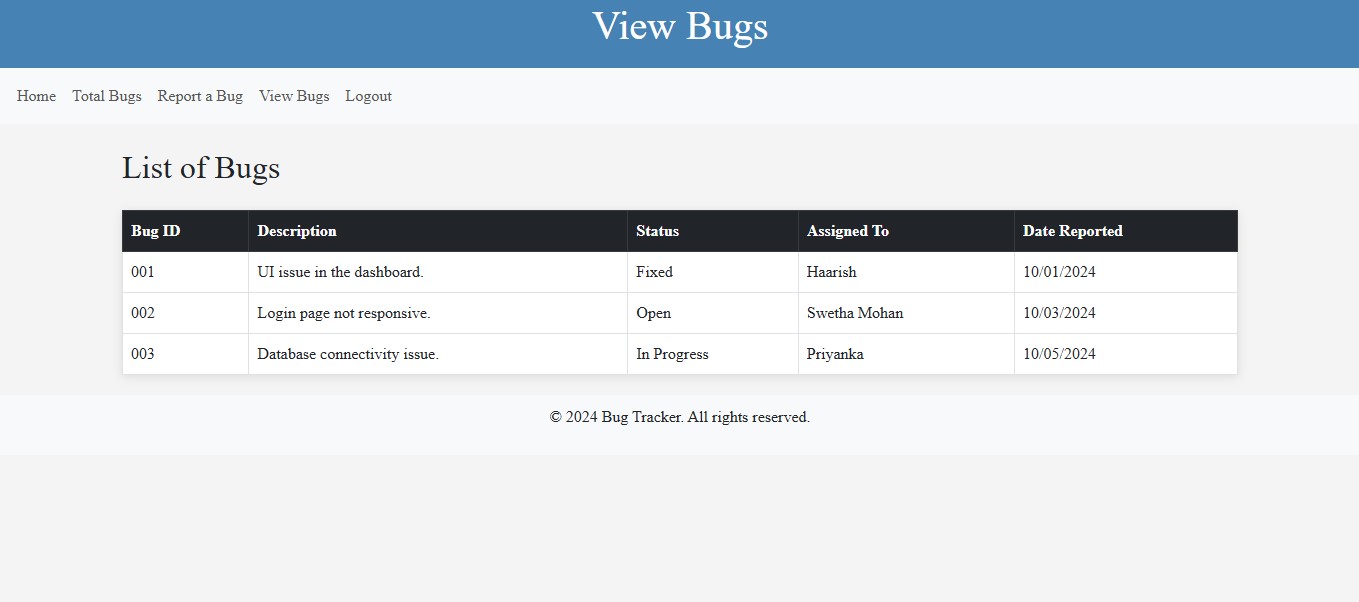 View Bugs
Home Total Bugs Report a Bug View Bugs Logout
List of Bugs
Bug ID Description Status Assigned To Date Reported
001 UI issue in the dashboard. Fixed Haarish 10/01/2024
002 Login page not responsive. Open Swetha Mohan 10/03/2024
003 Database connectivity issue. In Progress Priyanka 10/05/2024
© 2024 Bug Tracker. All rights reserved.